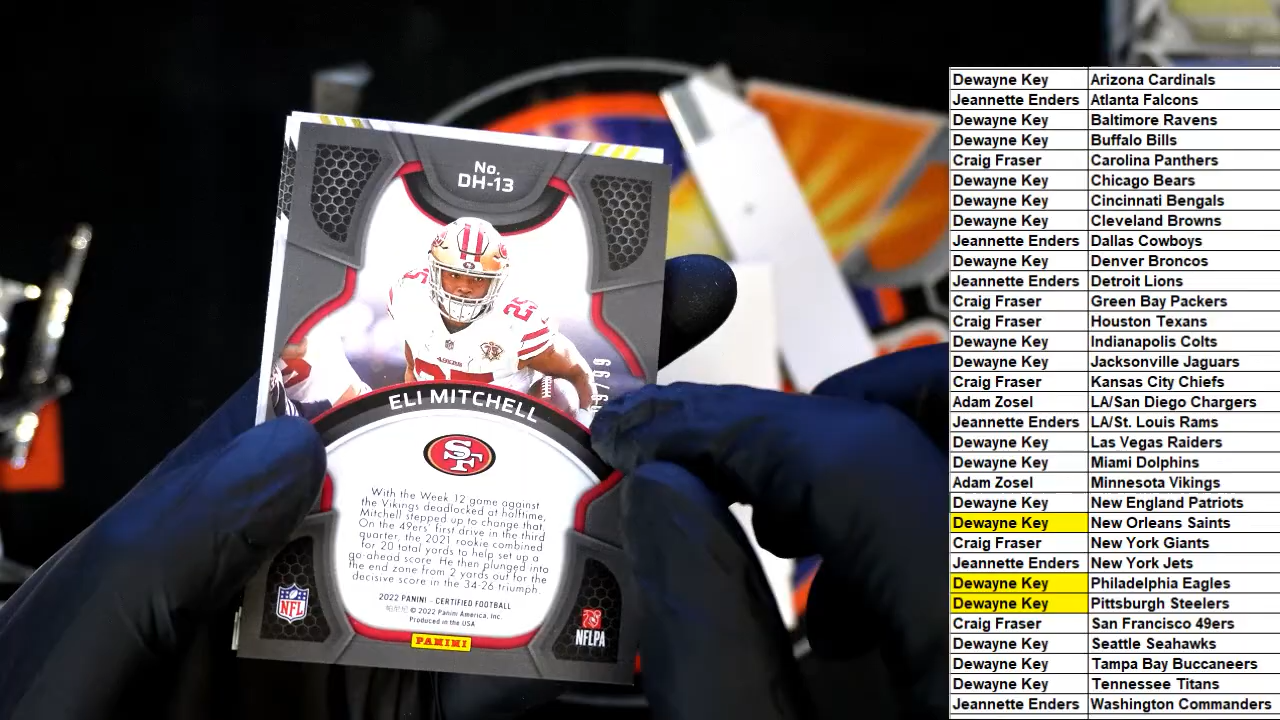 No.
DH-13
25
49ERS
ELI MITCHELL
SF
With the Week 12 game against
the Vikings deadlocked at halftime,
Mitchell stepped up to change that.
On the 49ers' first drive in the third
quarter, the 2021 rookie combined
for 20 total yards to help set up a
go-ahead score. He then plunged into
the end zone from 2 yards out for the
decisive score in the 34-26 triumph.
2022 PANINI - CERTIFIED FOOTBALL
© 2022 Panini America, Inc.
Produced in the USA
NFL
PANINI
NFLPA
Dewayne Key Arizona Cardinals
Jeannette Enders Atlanta Falcons
Dewayne Key Baltimore Ravens
Dewayne Key Buffalo Bills
Craig Fraser Carolina Panthers
Dewayne Key Chicago Bears
Dewayne Key Cincinnati Bengals
Dewayne Key Cleveland Browns
Jeannette Enders Dallas Cowboys
Dewayne Key Denver Broncos
Jeannette Enders Detroit Lions
Craig Fraser Green Bay Packers
Craig Fraser Houston Texans
Dewayne Key Indianapolis Colts
Dewayne Key Jacksonville Jaguars
Craig Fraser Kansas City Chiefs
Adam Zosel LA/San Diego Chargers
Jeannette Enders LA/St. Louis Rams
Dewayne Key Las Vegas Raiders
Dewayne Key Miami Dolphins
Adam Zosel Minnesota Vikings
Dewayne Key New England Patriots
Dewayne Key New Orleans Saints
Craig Fraser New York Giants
Jeannette Enders New York Jets
Dewayne Key Philadelphia Eagles
Dewayne Key Pittsburgh Steelers
Craig Fraser San Francisco 49ers
Dewayne Key Seattle Seahawks
Dewayne Key Tampa Bay Buccaneers
Dewayne Key Tennessee Titans
Jeannette Enders Washington Commanders